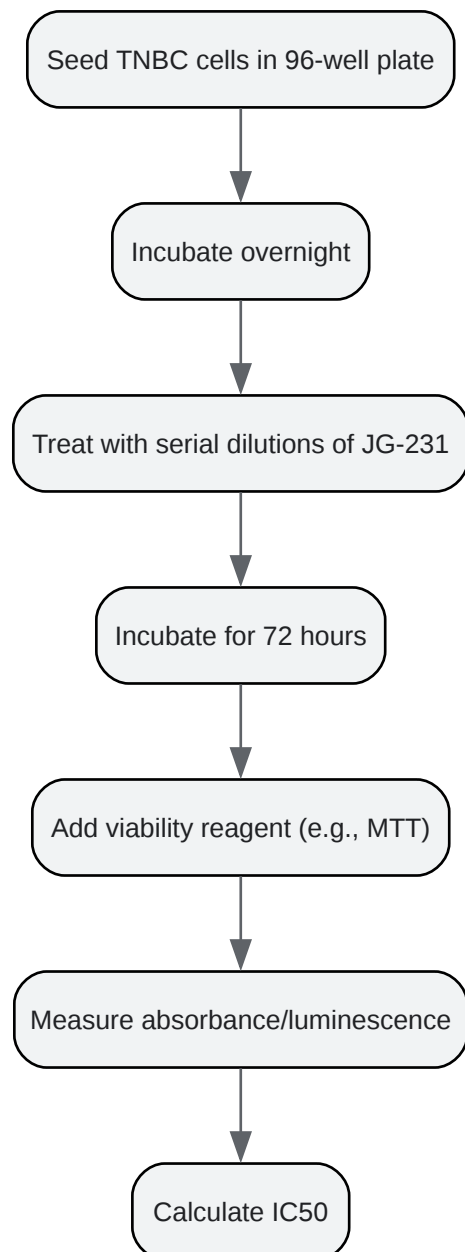 Seed TNBC cells in 96-well plate
Incubate overnight
Treat with serial dilutions of JG-231
Incubate for 72 hours
Add viability reagent (e.g., MTT)
Measure absorbance/luminescence
Calculate IC50